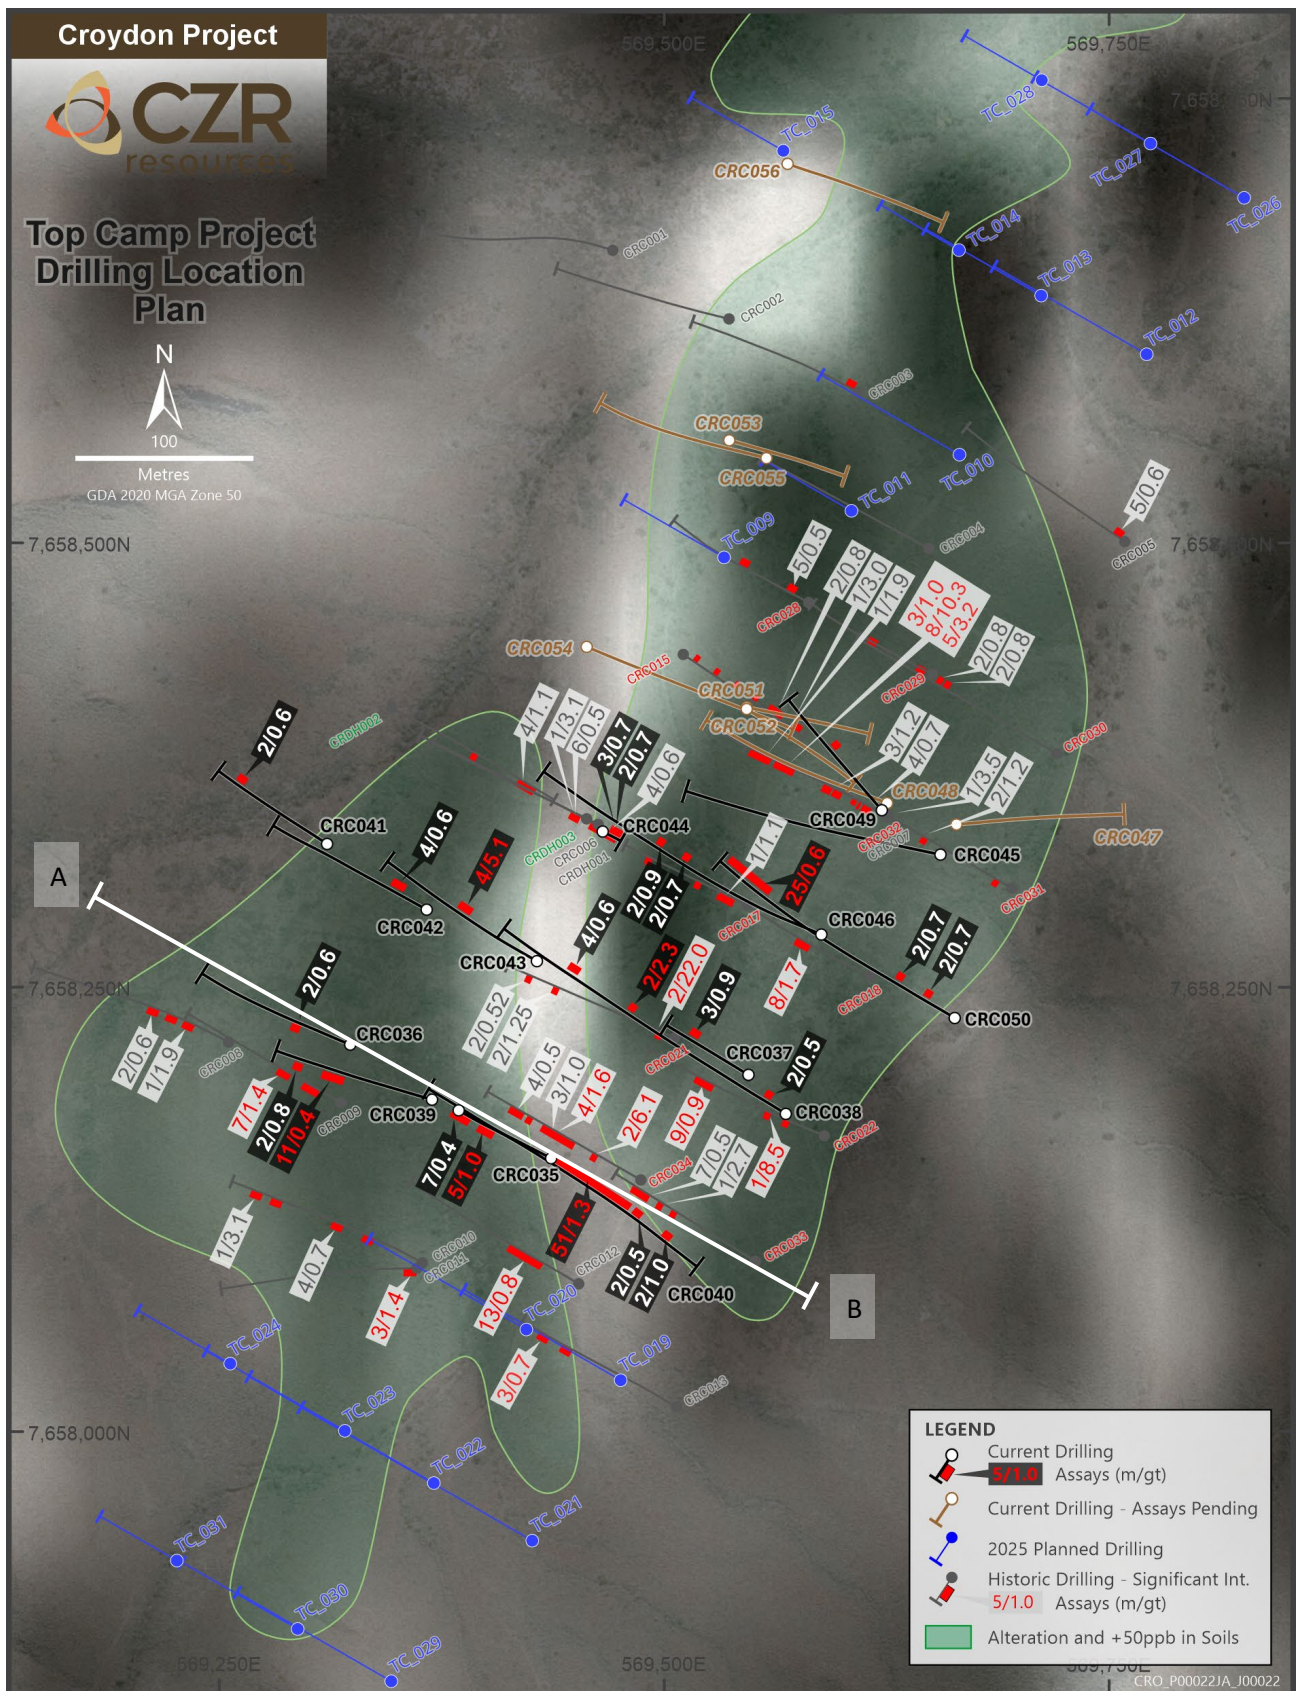 Croydon Project
CZR
resources
Top Camp Project
Drilling Location
Plan
N
100
Metres
GDA 2020 MGA Zone 50
569,500E
569,750E
TC_028
TC_015
TC_027
TC_026
CRC056
TC_014
CRC001
TC_013
CRC002
TC_012
CRC003
CRC053
CRC055
TC_010
TC_011
5/0.6
7,658,500N
TC_009
CRC004
CRC005
5/0.5
2/0.8
1/3.0
1/1.9
3/1.0
8/10.3
5/3.2
CRC028
2/0.8
2/0.8
CRC054
CRC015
CRC029
CRC051
CRC052
CRDH002
2/0.6
4/1.1
1/3.1
6/0.5
3/0.7
2/0.7
4/0.6
3/1.2
4/0.7
CRC030
1/3.5
2/1.2
CRC048
CRC049
CRC047
CRC041
CRC044
CRC032
CRC007
CRC045
CRDH003
CRC006
CRDH001
4/0.6
4/5.1
1/1.1
25/0.6
2/0.9
2/0.7
CRC031
A
CRC042
4/0.6
CRC017
CRC046
2/0.7
2/0.7
CRC043
2/2.3
2/22.0
3/0.9
8/1.7
CRC018
7,658,250N
7,658,250N
2/0.6
CRC050
2/0.52
2/1.25
CRC036
CRC021
CRC037
2/0.5
2/0.6
1/1.9
CRC008
CRC039
CRC009
7/1.4
2/0.8
11/0.4
4/0.5
3/1.0
4/1.6
2/6.1
9/0.9
CRC038
CRC022
7/0.4
5/1.0
CRC035
CRC034
7/0.5
1/2.7
1/8.5
1/3.1
4/0.7
CRC010
CRC011
51/1.3
CRC012
2/0.5
2/1.0
CRC033
CRC040
B
3/1.4
13/0.8
TC_020
TC_024
TC_019
3/0.7
CRC013
TC_023
7,658,000N
TC_022
TC_021
TC_031
TC_030
TC_029
569,250E
569,500E
569,750E
LEGEND
Current Drilling
5/1.0 Assays (m/gt)
Current Drilling - Assays Pending
2025 Planned Drilling
Historic Drilling - Significant Int.
5/1.0 Assays (m/gt)
Alteration and +50ppb in Soils
CRO_P00022JA_J00022